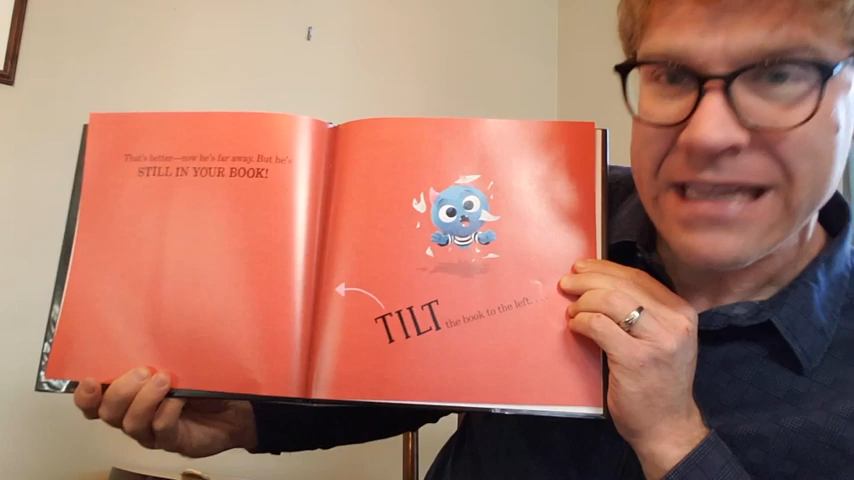 That's better—now he's far away. But he's
STILL IN YOUR BOOK!
TILT the book to the left. . . .